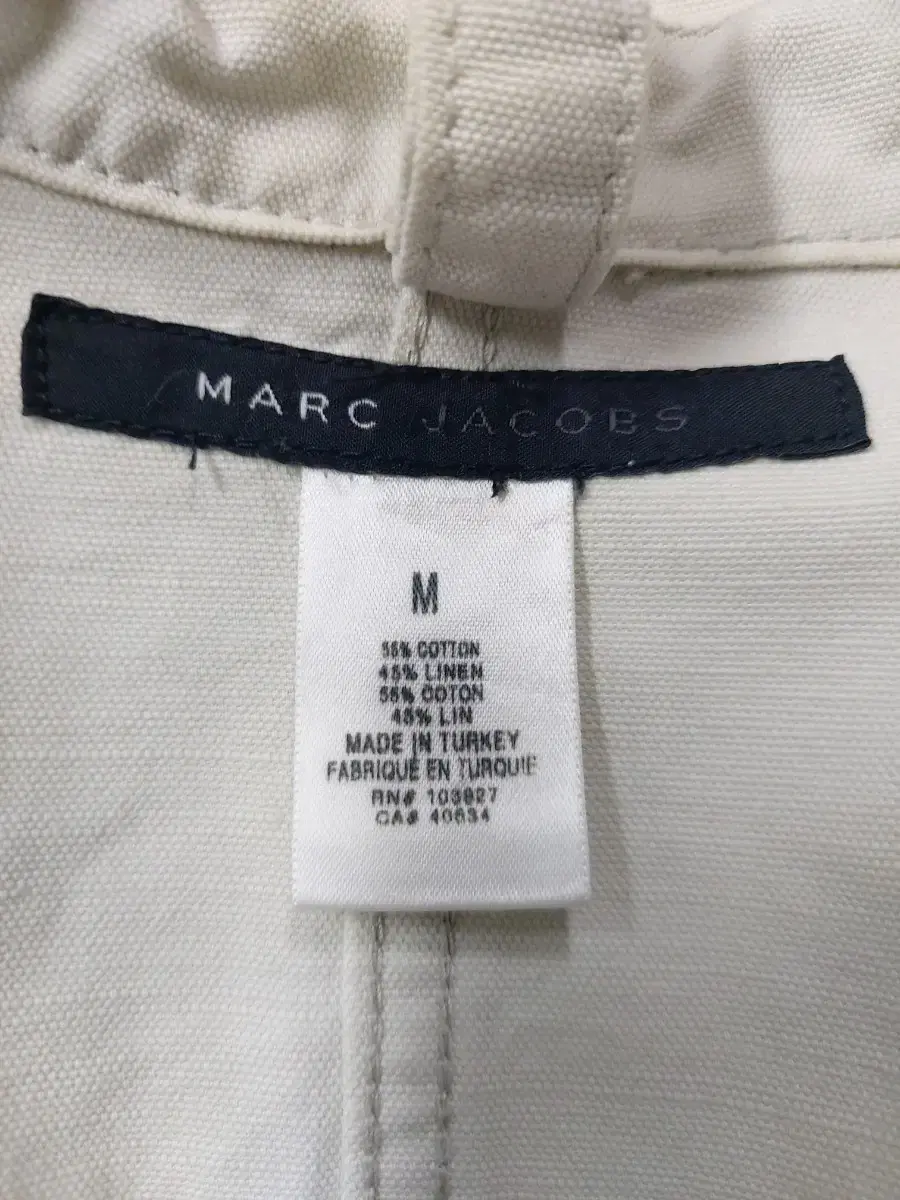 MARC JACOBS
M
55% COTTON
45% LINEN
55% COTON
45% LIN
MADE IN TURKEY
FABRIQUE EN TURQUIE
RN# 103827
CA# 40634